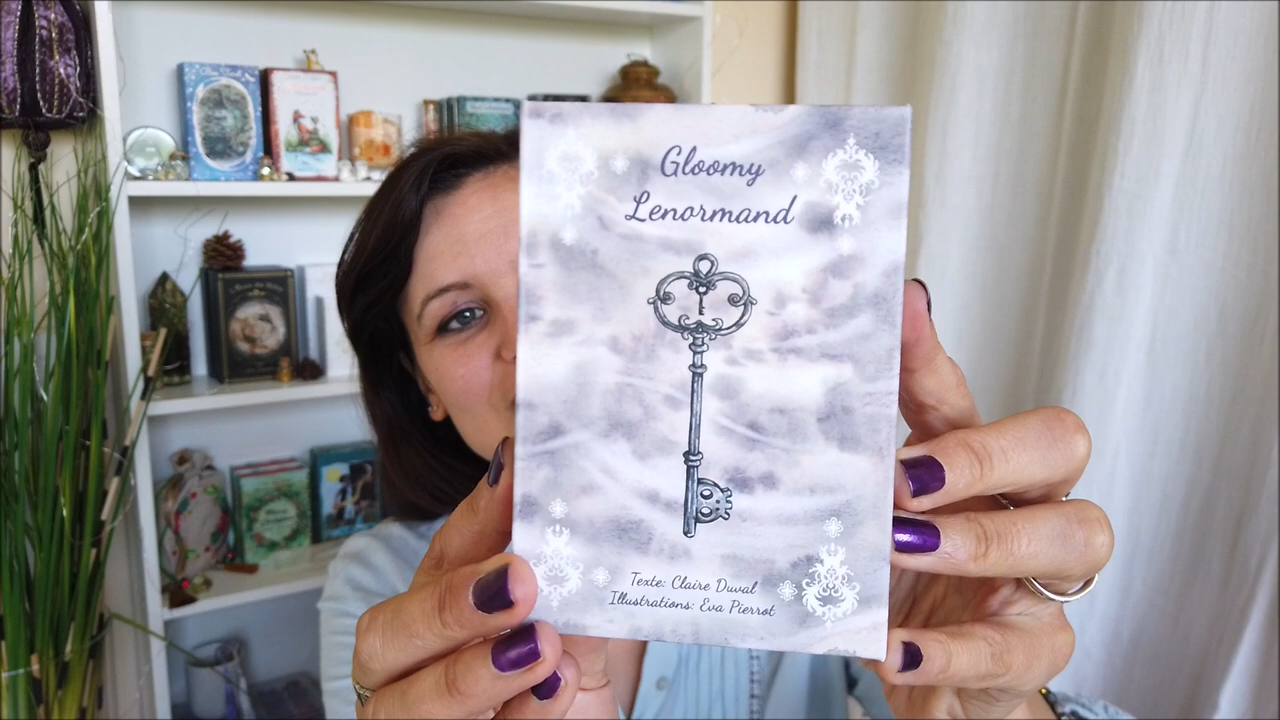 Gloomy
Lenormand
Texte: Claire Duval
Illustrations: Eva Pierrot